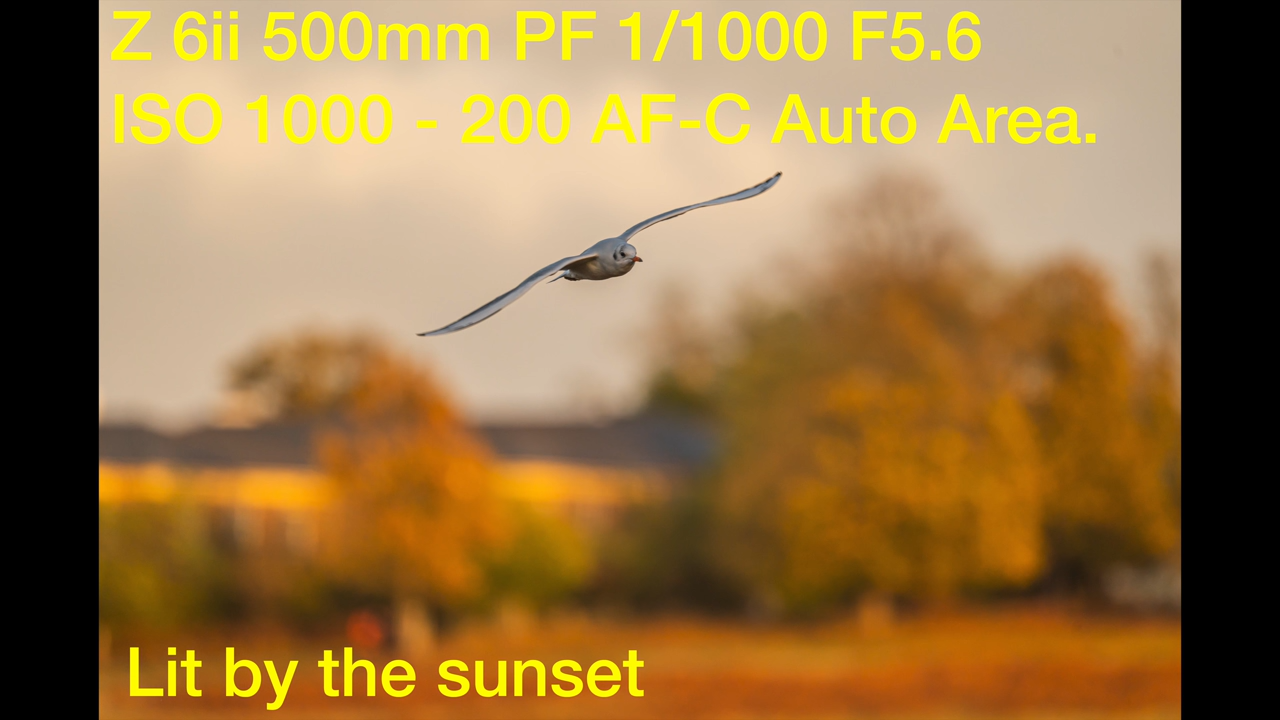 Z 6ii 500mm PF 1/1000 F5.6
ISO 1000 - 200 AF-C Auto Area.
Lit by the sunset